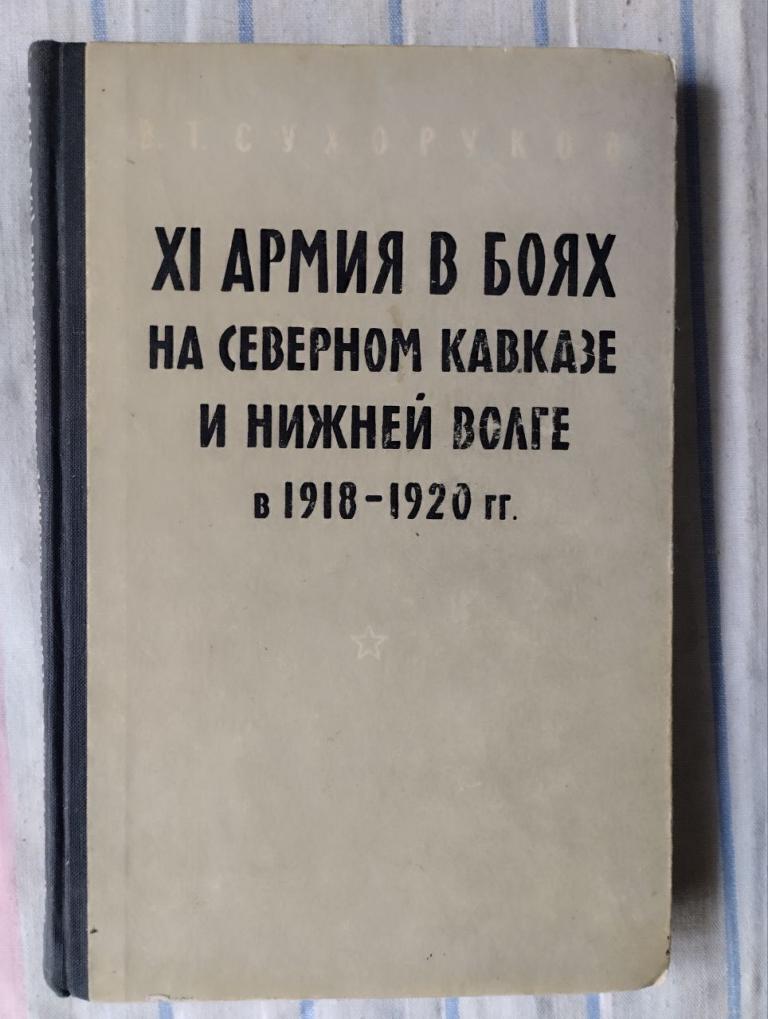 В. Т. СУХОРУКОВ
XI АРМИЯ В БОЯХ
НА СЕВЕРНОМ КАВКАЗЕ
И НИЖНЕЙ ВОЛГЕ
в 1918-1920 гг.